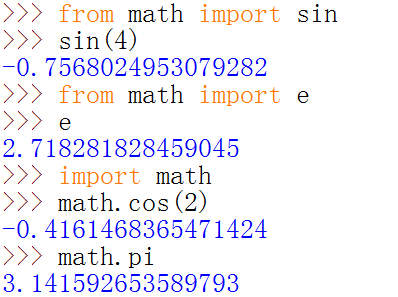 >>> from math import sin
>>> sin(4)
-0.7568024953079282
>>> from math import e
>>> e
2.718281828459045
>>> import math
>>> math.cos(2)
-0.4161468365471424
>>> math.pi
3.141592653589793